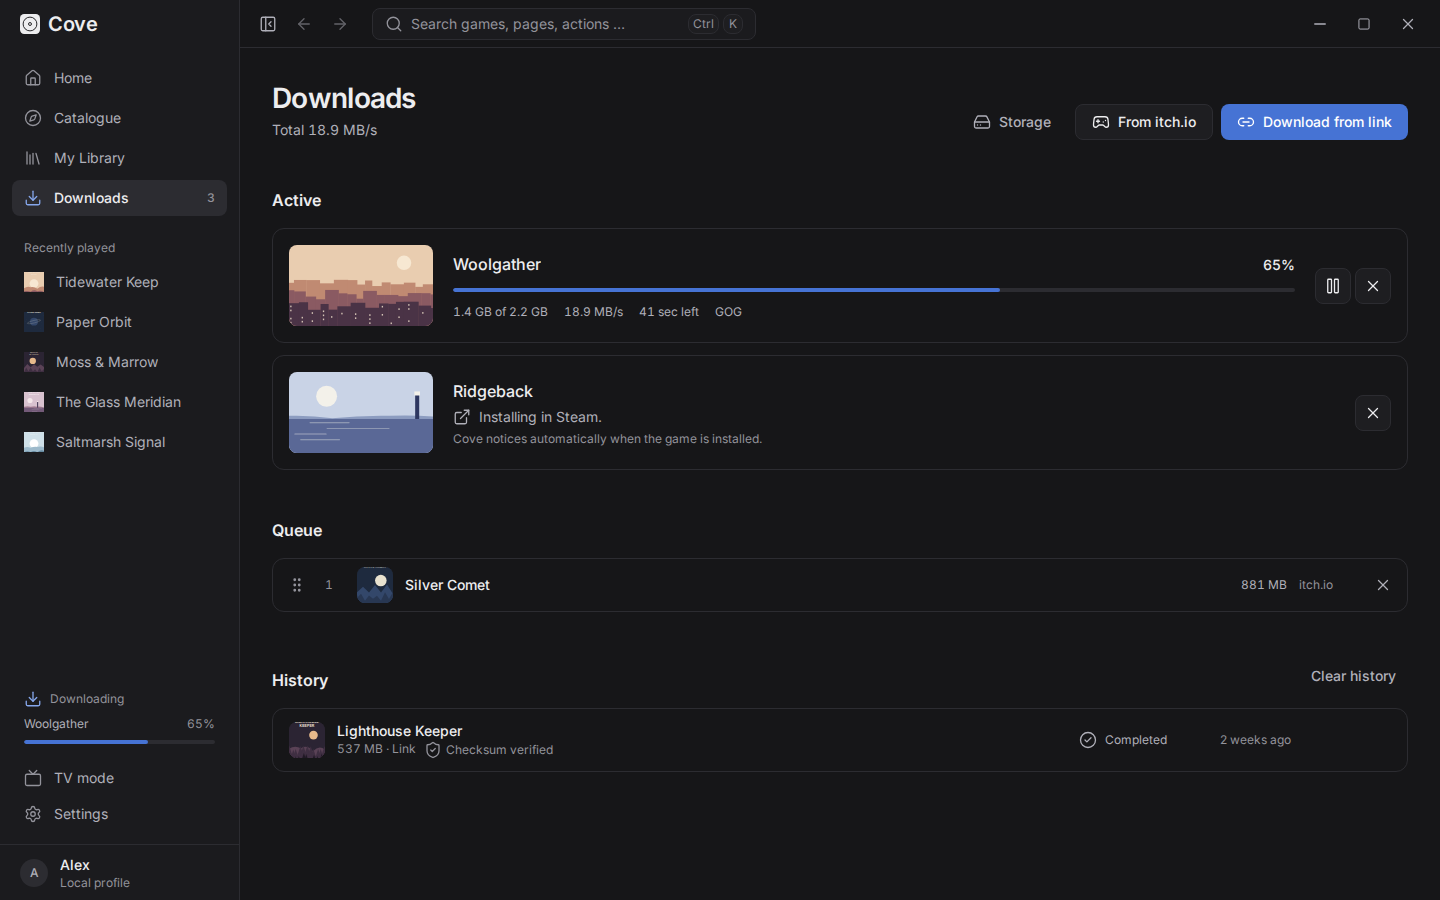 Cove
Search games, pages, actions ...
Ctrl
K
Home
Catalogue
My Library
Downloads
3
Recently played
Tidewater Keep
Paper Orbit
Moss & Marrow
The Glass Meridian
Saltmarsh Signal
Downloading
Woolgather
65%
TV mode
Settings
A
Alex
Local profile
Downloads
Total 18.9 MB/s
Storage
From itch.io
Download from link
Active
Woolgather
65%
1.4 GB of 2.2 GB
18.9 MB/s
41 sec left
GOG
Ridgeback
Installing in Steam.
Cove notices automatically when the game is installed.
Queue
1
Silver Comet
881 MB
itch.io
History
Clear history
KEEPER
Lighthouse Keeper
537 MB · Link
Checksum verified
Completed
2 weeks ago